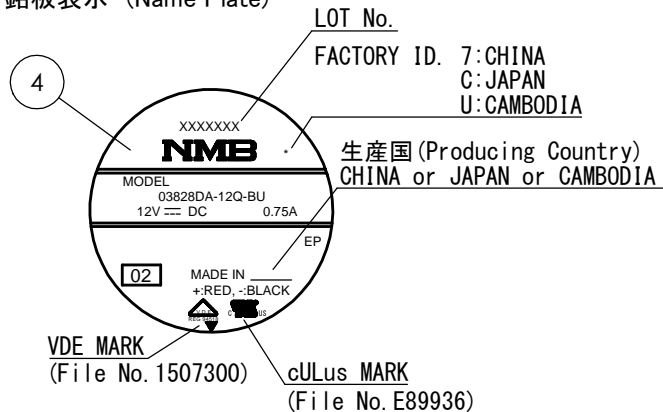 銘板表示 (Name Plate)
LOT No.
FACTORY ID. 7:CHINA
C:JAPAN
U:CAMBODIA
4
XXXXXXX
*
NMB
生産国(Producing Country)
CHINA or JAPAN or CAMBODIA
MODEL
03828DA-12Q-BU
12V ⎓ DC 0.75A
EP
02
MADE IN ____
+:RED, -:BLACK
VDE MARK
(File No.1507300)
cULus MARK
(File No.E89936)